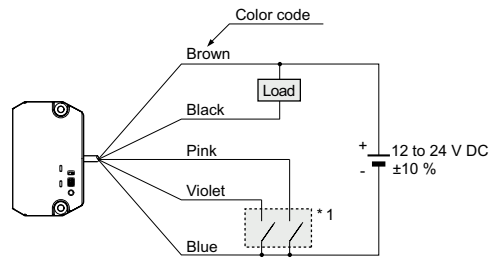 Color code
Brown
Load
Black
Pink
+ 12 to 24 V DC
- ±10 %
Violet
* 1
Blue